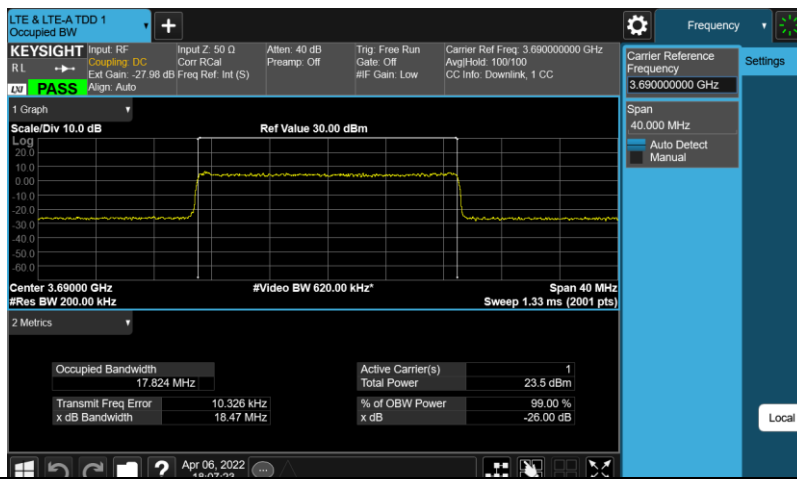 LTE & LTE-A TDD 1
Occupied BW
Frequency
KEYSIGHT
RL
LXI PASS
Input: RF
Coupling: DC
Ext Gain: -27.98 dB
Align: Auto
Input Z: 50 Ω
Corr RCal
Freq Ref: Int (S)
Atten: 40 dB
Preamp: Off
Trig: Free Run
Gate: Off
#IF Gain: Low
Carrier Ref Freq: 3.690000000 GHz
Avg|Hold: 100/100
CC Info: Downlink, 1 CC
Carrier Reference
Frequency
3.690000000 GHz
Settings
Span
40.000 MHz
Auto Detect
Manual
1 Graph
Scale/Div 10.0 dB
Ref Value 30.00 dBm
Log
20.0
10.0
0.00
-10.0
-20.0
-30.0
-40.0
-50.0
-60.0
Center 3.69000 GHz
#Video BW 620.00 kHz*
Span 40 MHz
#Res BW 200.00 kHz
Sweep 1.33 ms (2001 pts)
2 Metrics
Occupied Bandwidth
17.824 MHz
Transmit Freq Error 10.326 kHz
x dB Bandwidth 18.47 MHz
Active Carrier(s) 1
Total Power 23.5 dBm
% of OBW Power 99.00 %
x dB -26.00 dB
Local
?
Apr 06, 2022